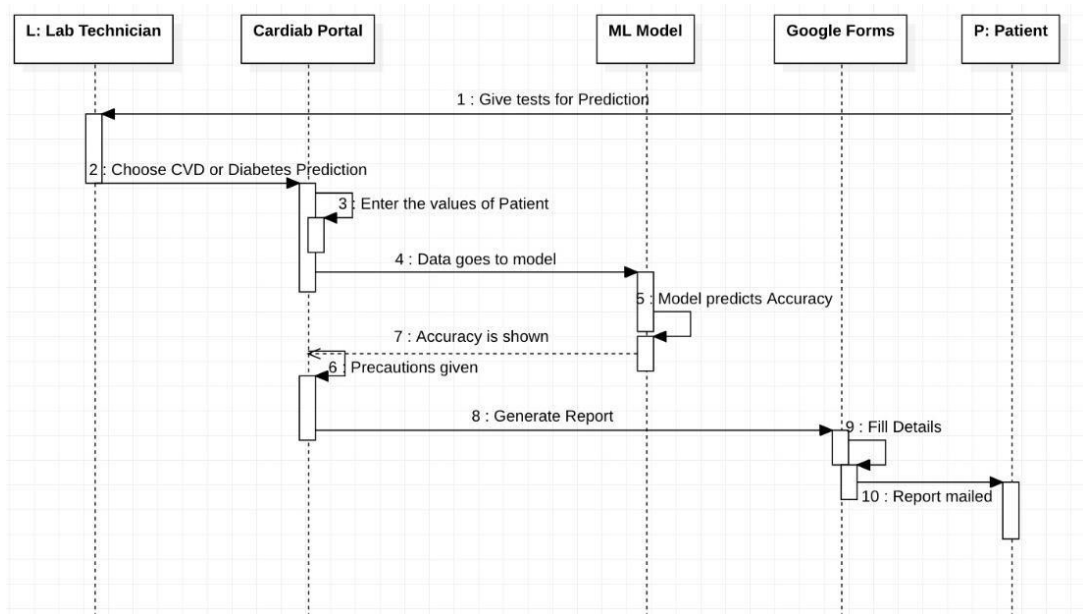 L: Lab Technician
Cardiab Portal
ML Model
Google Forms
P: Patient
1 : Give tests for Prediction
2 : Choose CVD or Diabetes Prediction
3 : Enter the values of Patient
4 : Data goes to model
5 : Model predicts Accuracy
7 : Accuracy is shown
6 : Precautions given
8 : Generate Report
9 : Fill Details
10 : Report mailed